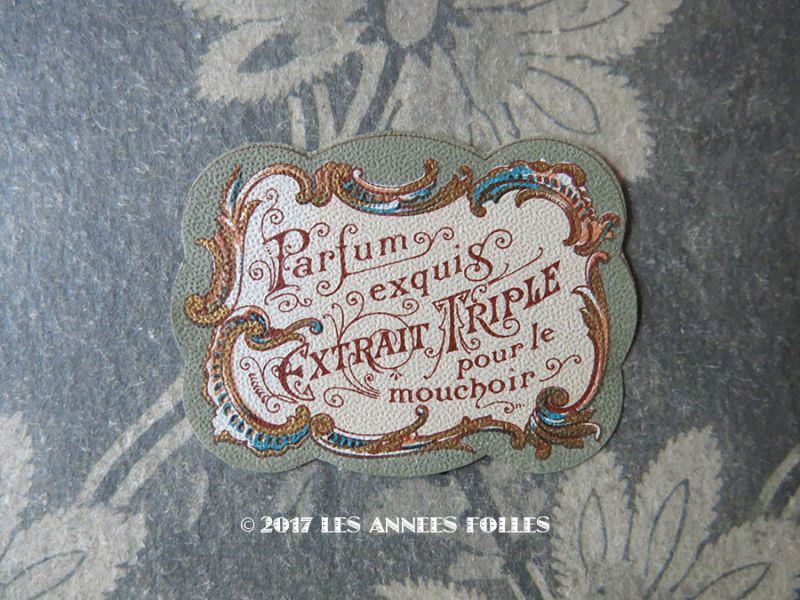 Parfum
exquis
EXTRAIT TRIPLE
pour le
mouchoir
© 2017 LES ANNEES FOLLES